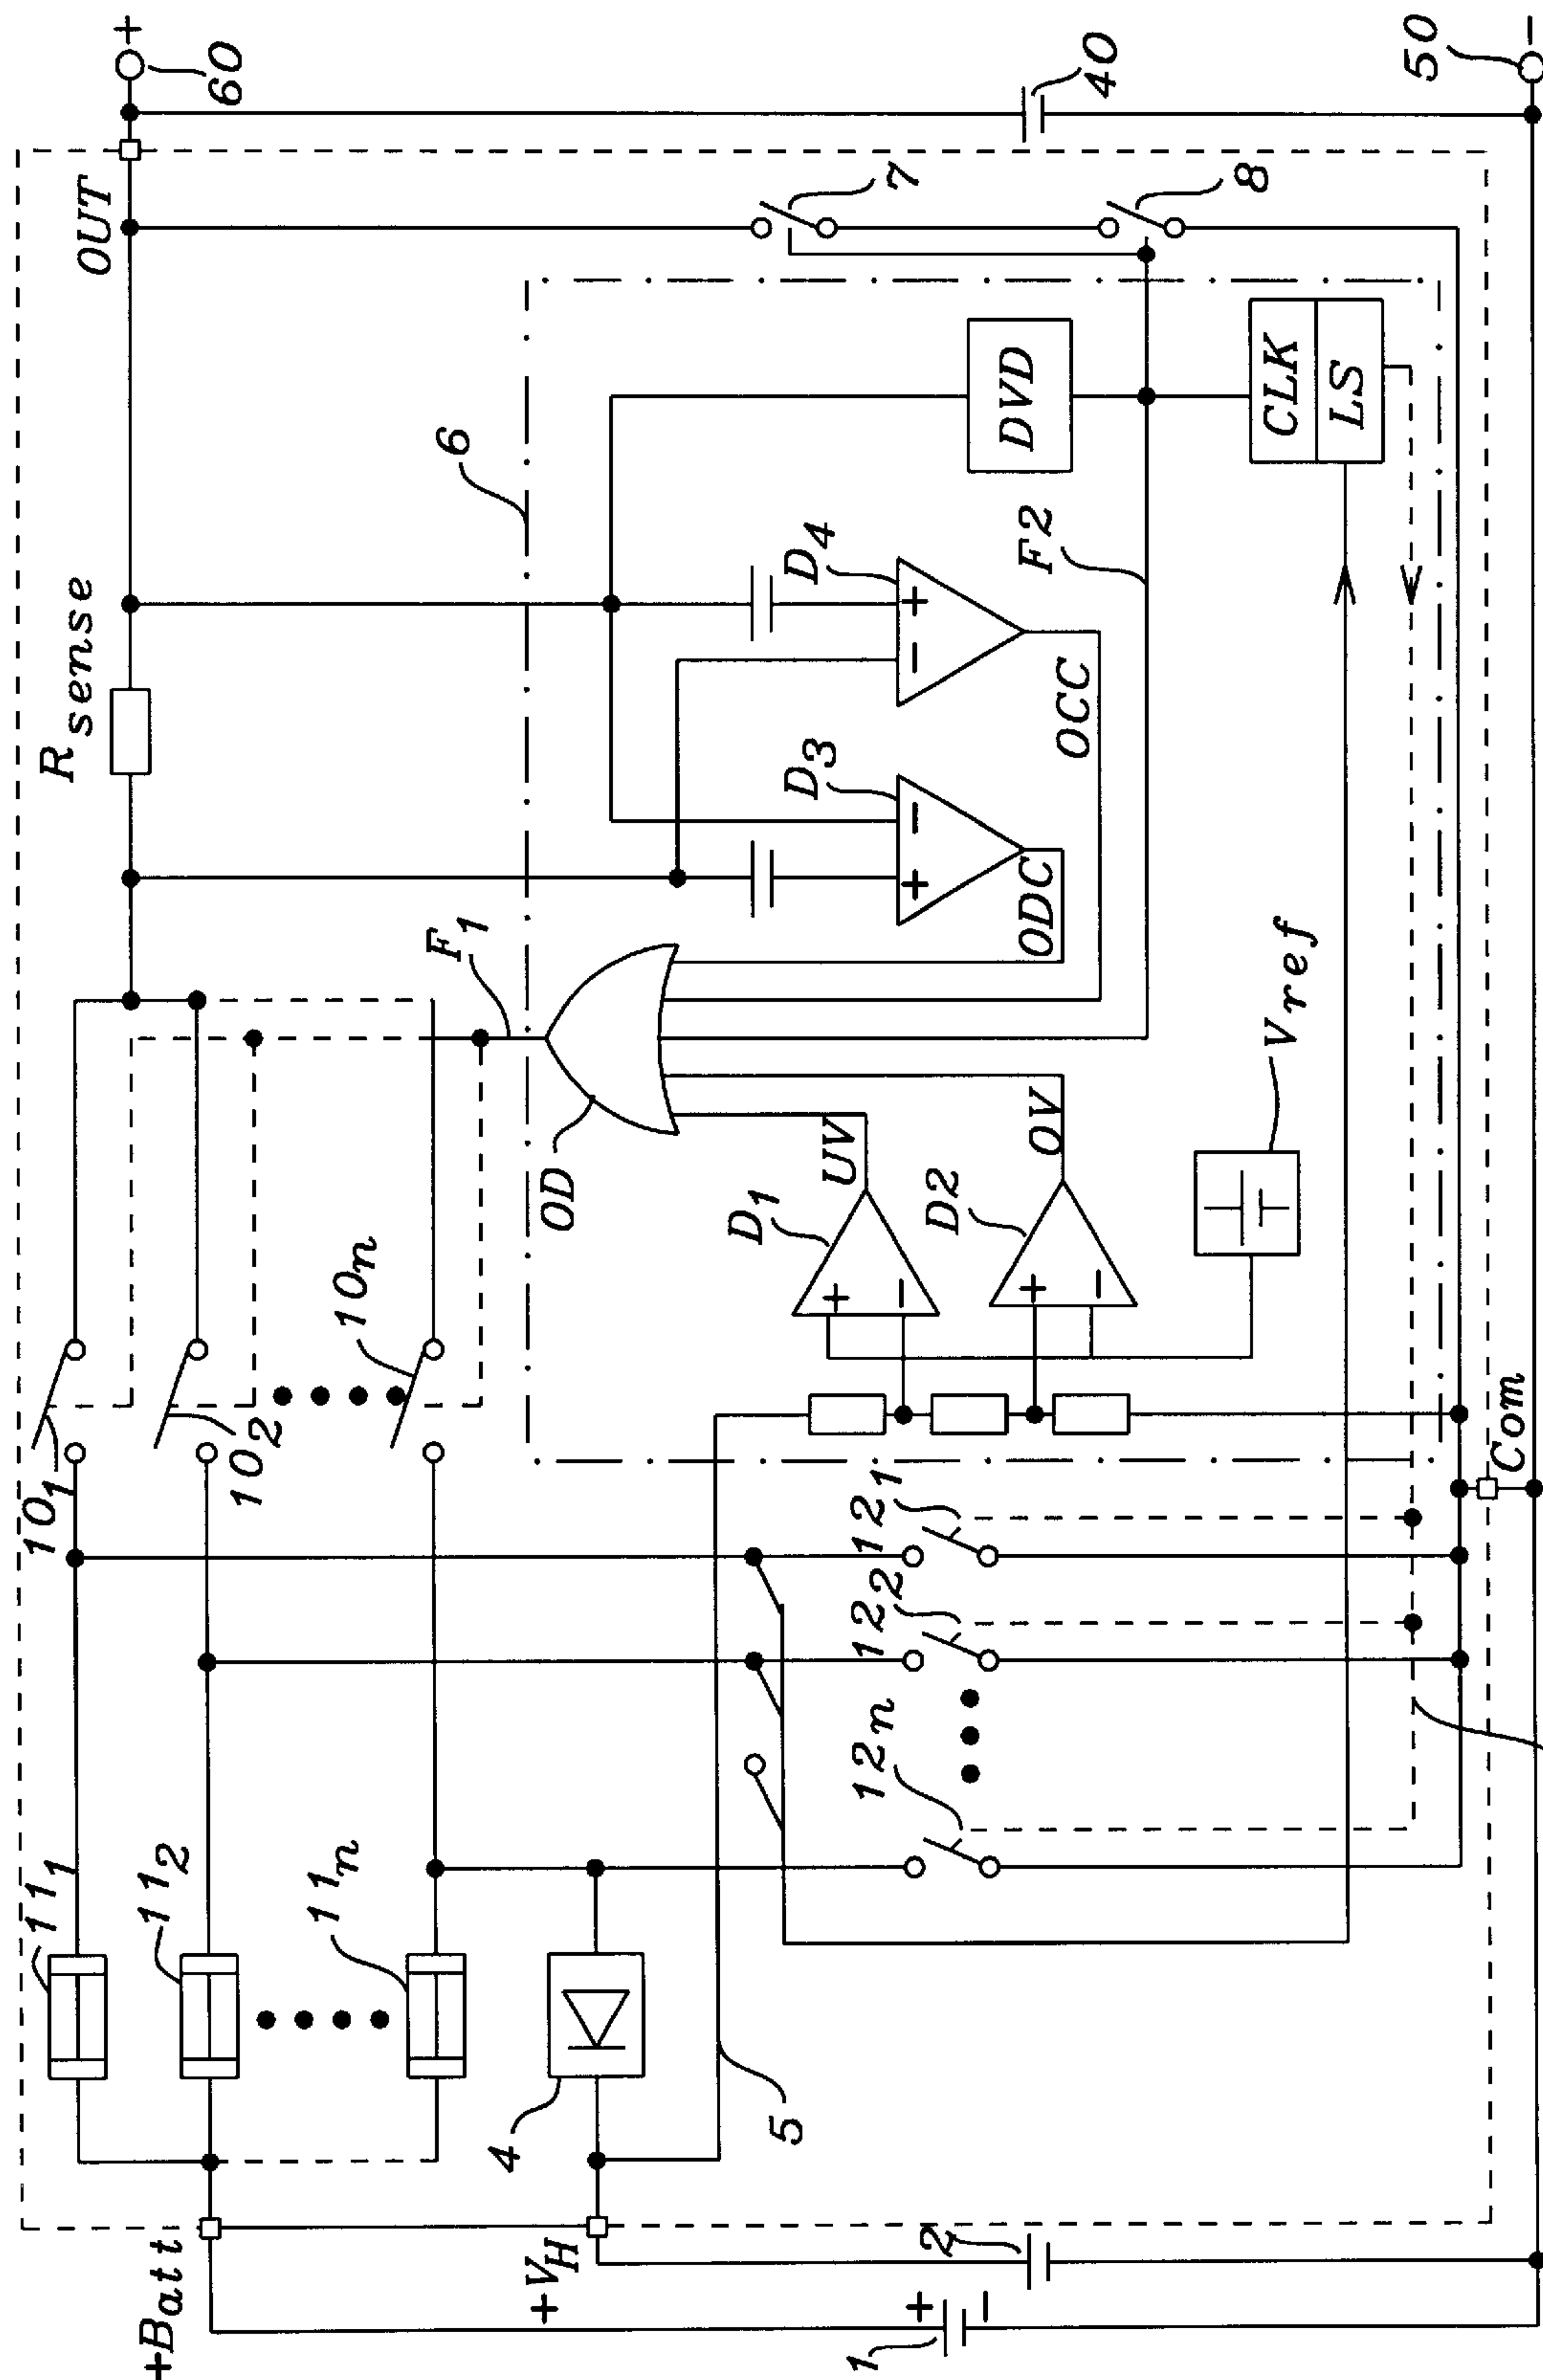 +Batt
+VH
1
+
−
2
4
5
11₁
11₂
11n
10₁
10₂
10n
12₁
12₂
12n
Rsense
OUT
+
60
40
50
−
7
8
6
F₁
OD
D₁
+
−
UV
D2
+
−
OV
Vref
D₃
+
−
ODC
D₄
−
+
OCC
F2
DVD
CLK
LS
Com